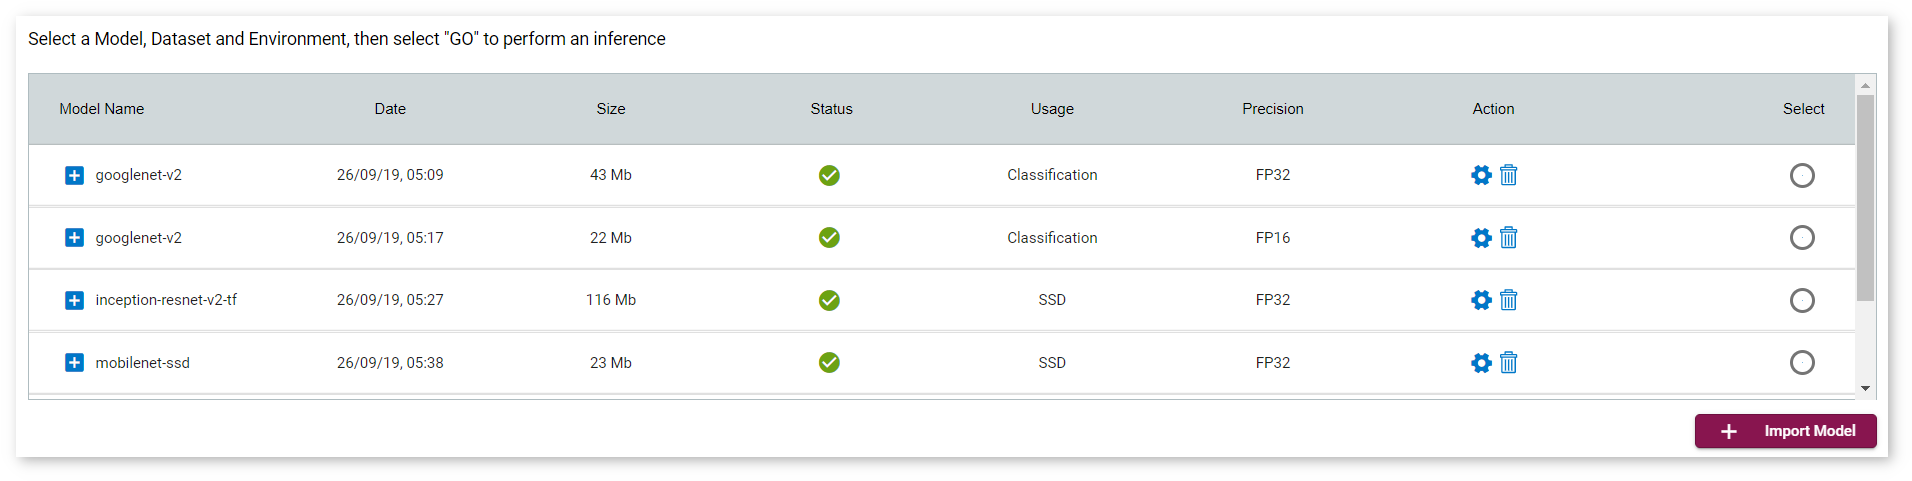 Select a Model, Dataset and Environment, then select "GO" to perform an inference
Model Name Date Size Status Usage Precision Action Select
googlenet-v2 26/09/19, 05:09 43 Mb Classification FP32
googlenet-v2 26/09/19, 05:17 22 Mb Classification FP16
inception-resnet-v2-tf 26/09/19, 05:27 116 Mb SSD FP32
mobilenet-ssd 26/09/19, 05:38 23 Mb SSD FP32
Import Model